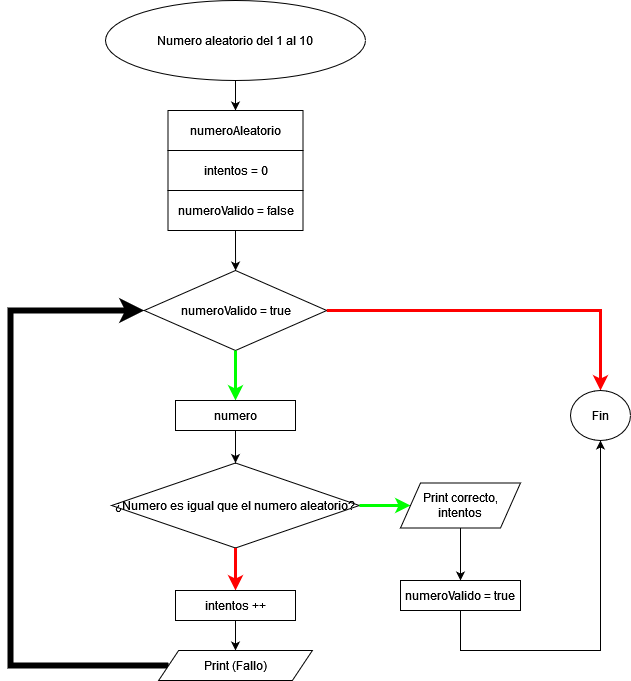 Numero aleatorio del 1 al 10
numeroAleatorio
intentos = 0
numeroValido = false
numeroValido = true
numero
Fin
¿Numero es igual que el numero aleatorio?
Print correcto,
intentos
numeroValido = true
intentos ++
Print (Fallo)